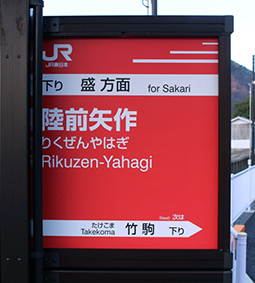 JR
JR東日本
下り 盛 方面 for Sakari
陸前矢作
りくぜんやはぎ
Rikuzen-Yahagi
(Next) 次は
たけこま
Takekoma 竹 駒 下り